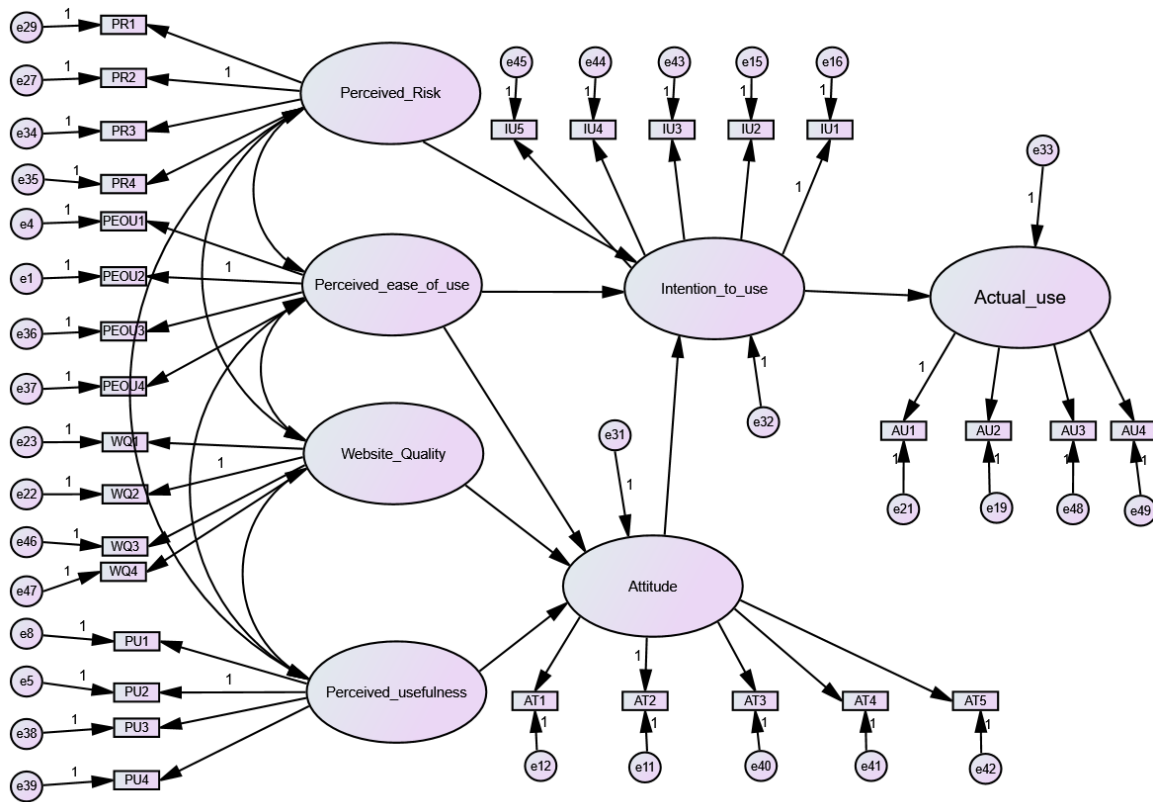 e29 1 PR1
e27 1 PR2 1
e34 1 PR3
e35 1 PR4
Perceived_Risk
e4 1 PEOU1
e1 1 PEOU2 1
e36 1 PEOU3
e37 1 PEOU4
Perceived_ease_of_use
e23 1 WQ1
e22 1 WQ2 1
e46 1 WQ3
e47 1 WQ4
Website_Quality
e8 1 PU1
e5 1 PU2 1
e38 1 PU3
e39 1 PU4
Perceived_usefulness
e45 e44 e43 e15 e16
1 1 1 1 1
IU5 IU4 IU3 IU2 IU1
1
Intention_to_use
1
e32
e33
1
Actual_use
1
AU1 AU2 AU3 AU4
1 1 1 1
e21 e19 e48 e49
e31
1
Attitude
1
AT1 AT2 AT3 AT4 AT5
1 1 1 1 1
e12 e11 e40 e41 e42